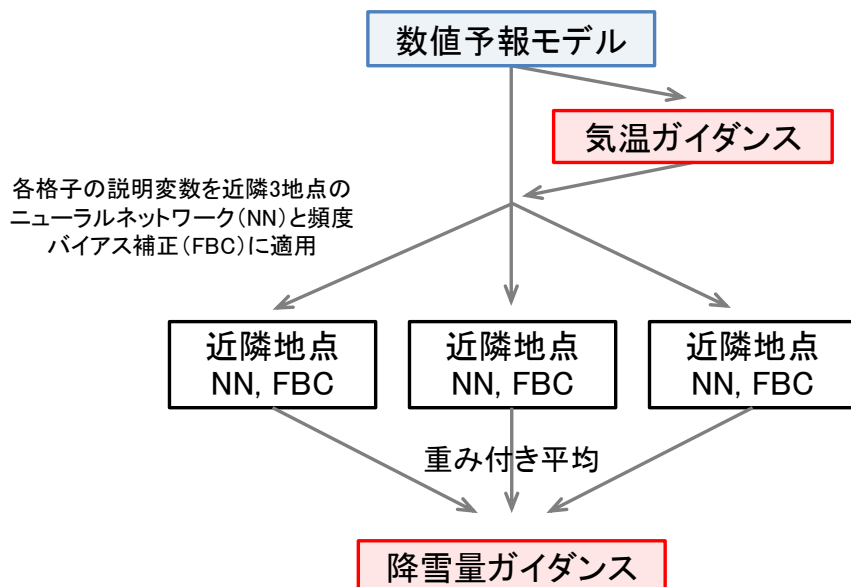 数値予報モデル
気温ガイダンス
各格子の説明変数を近隣3地点の
ニューラルネットワーク(NN)と頻度
バイアス補正(FBC)に適用
近隣地点
NN, FBC
近隣地点
NN, FBC
近隣地点
NN, FBC
重み付き平均
降雪量ガイダンス